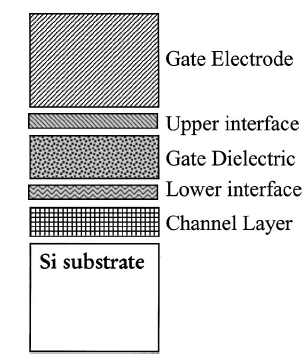 Gate Electrode
Upper interface
Gate Dielectric
Lower interface
Channel Layer
Si substrate